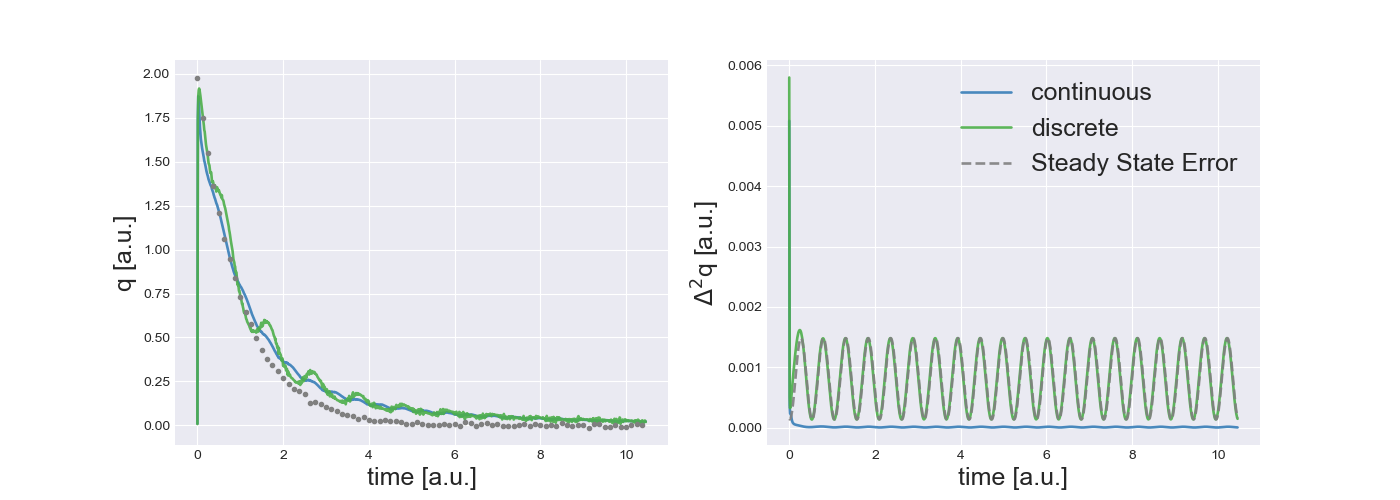 2.00
1.75
1.50
1.25
1.00
0.75
0.50
0.25
0.00
q [a.u.]
0 2 4 6 8 10
time [a.u.]
0.006
0.005
0.004
0.003
0.002
0.001
0.000
Δ²q [a.u.]
continuous
discrete
Steady State Error
0 2 4 6 8 10
time [a.u.]